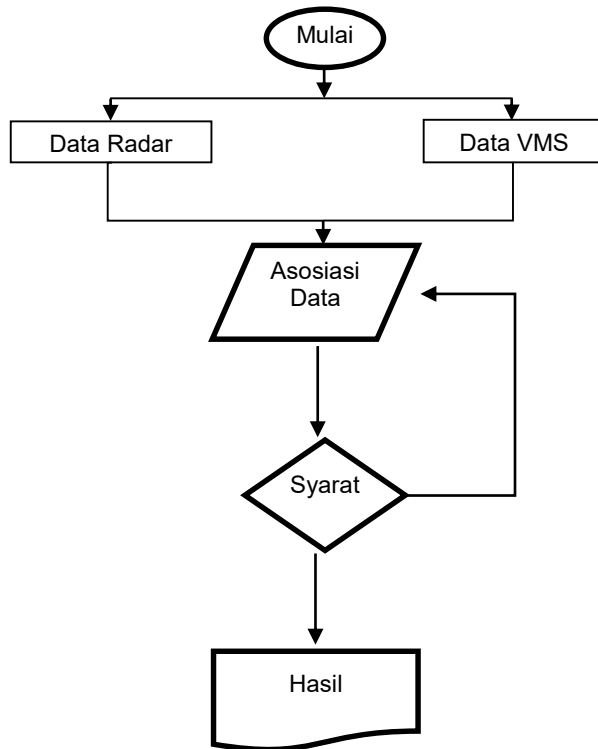 Mulai
Data Radar
Data VMS
Asosiasi
Data
Syarat
Hasil